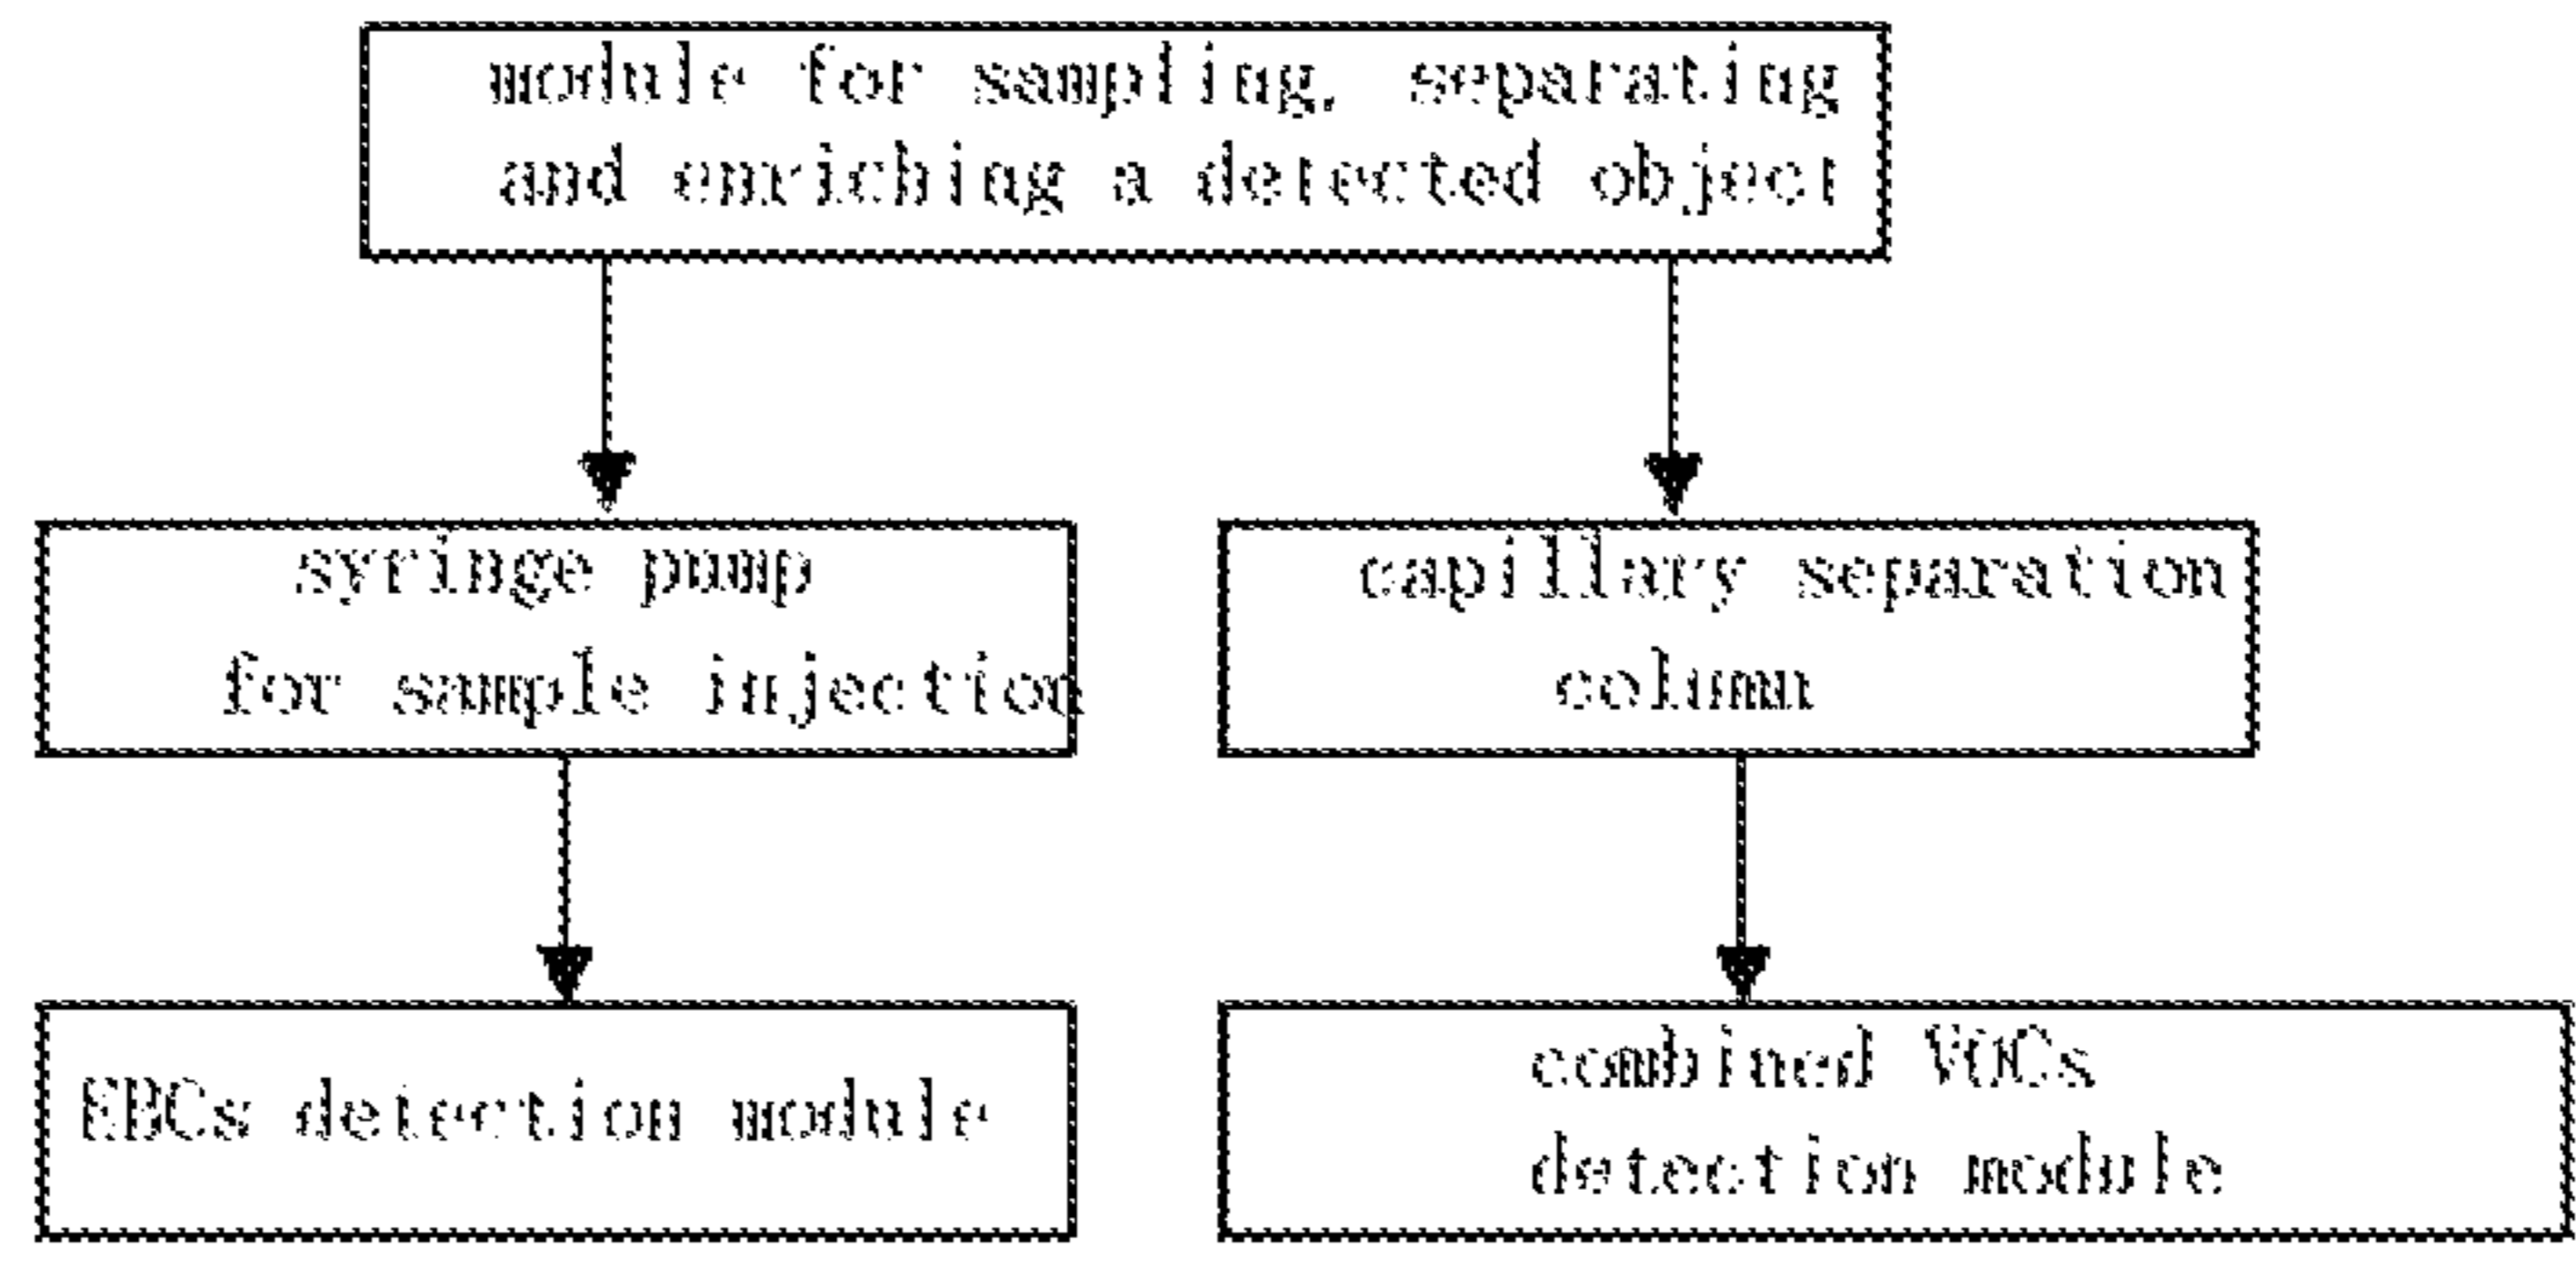 module for sampling, separating
and enriching a detected object
syringe pump
for sample injection
capillary separation
column
EBCs detection module
combined VOCs
detection module